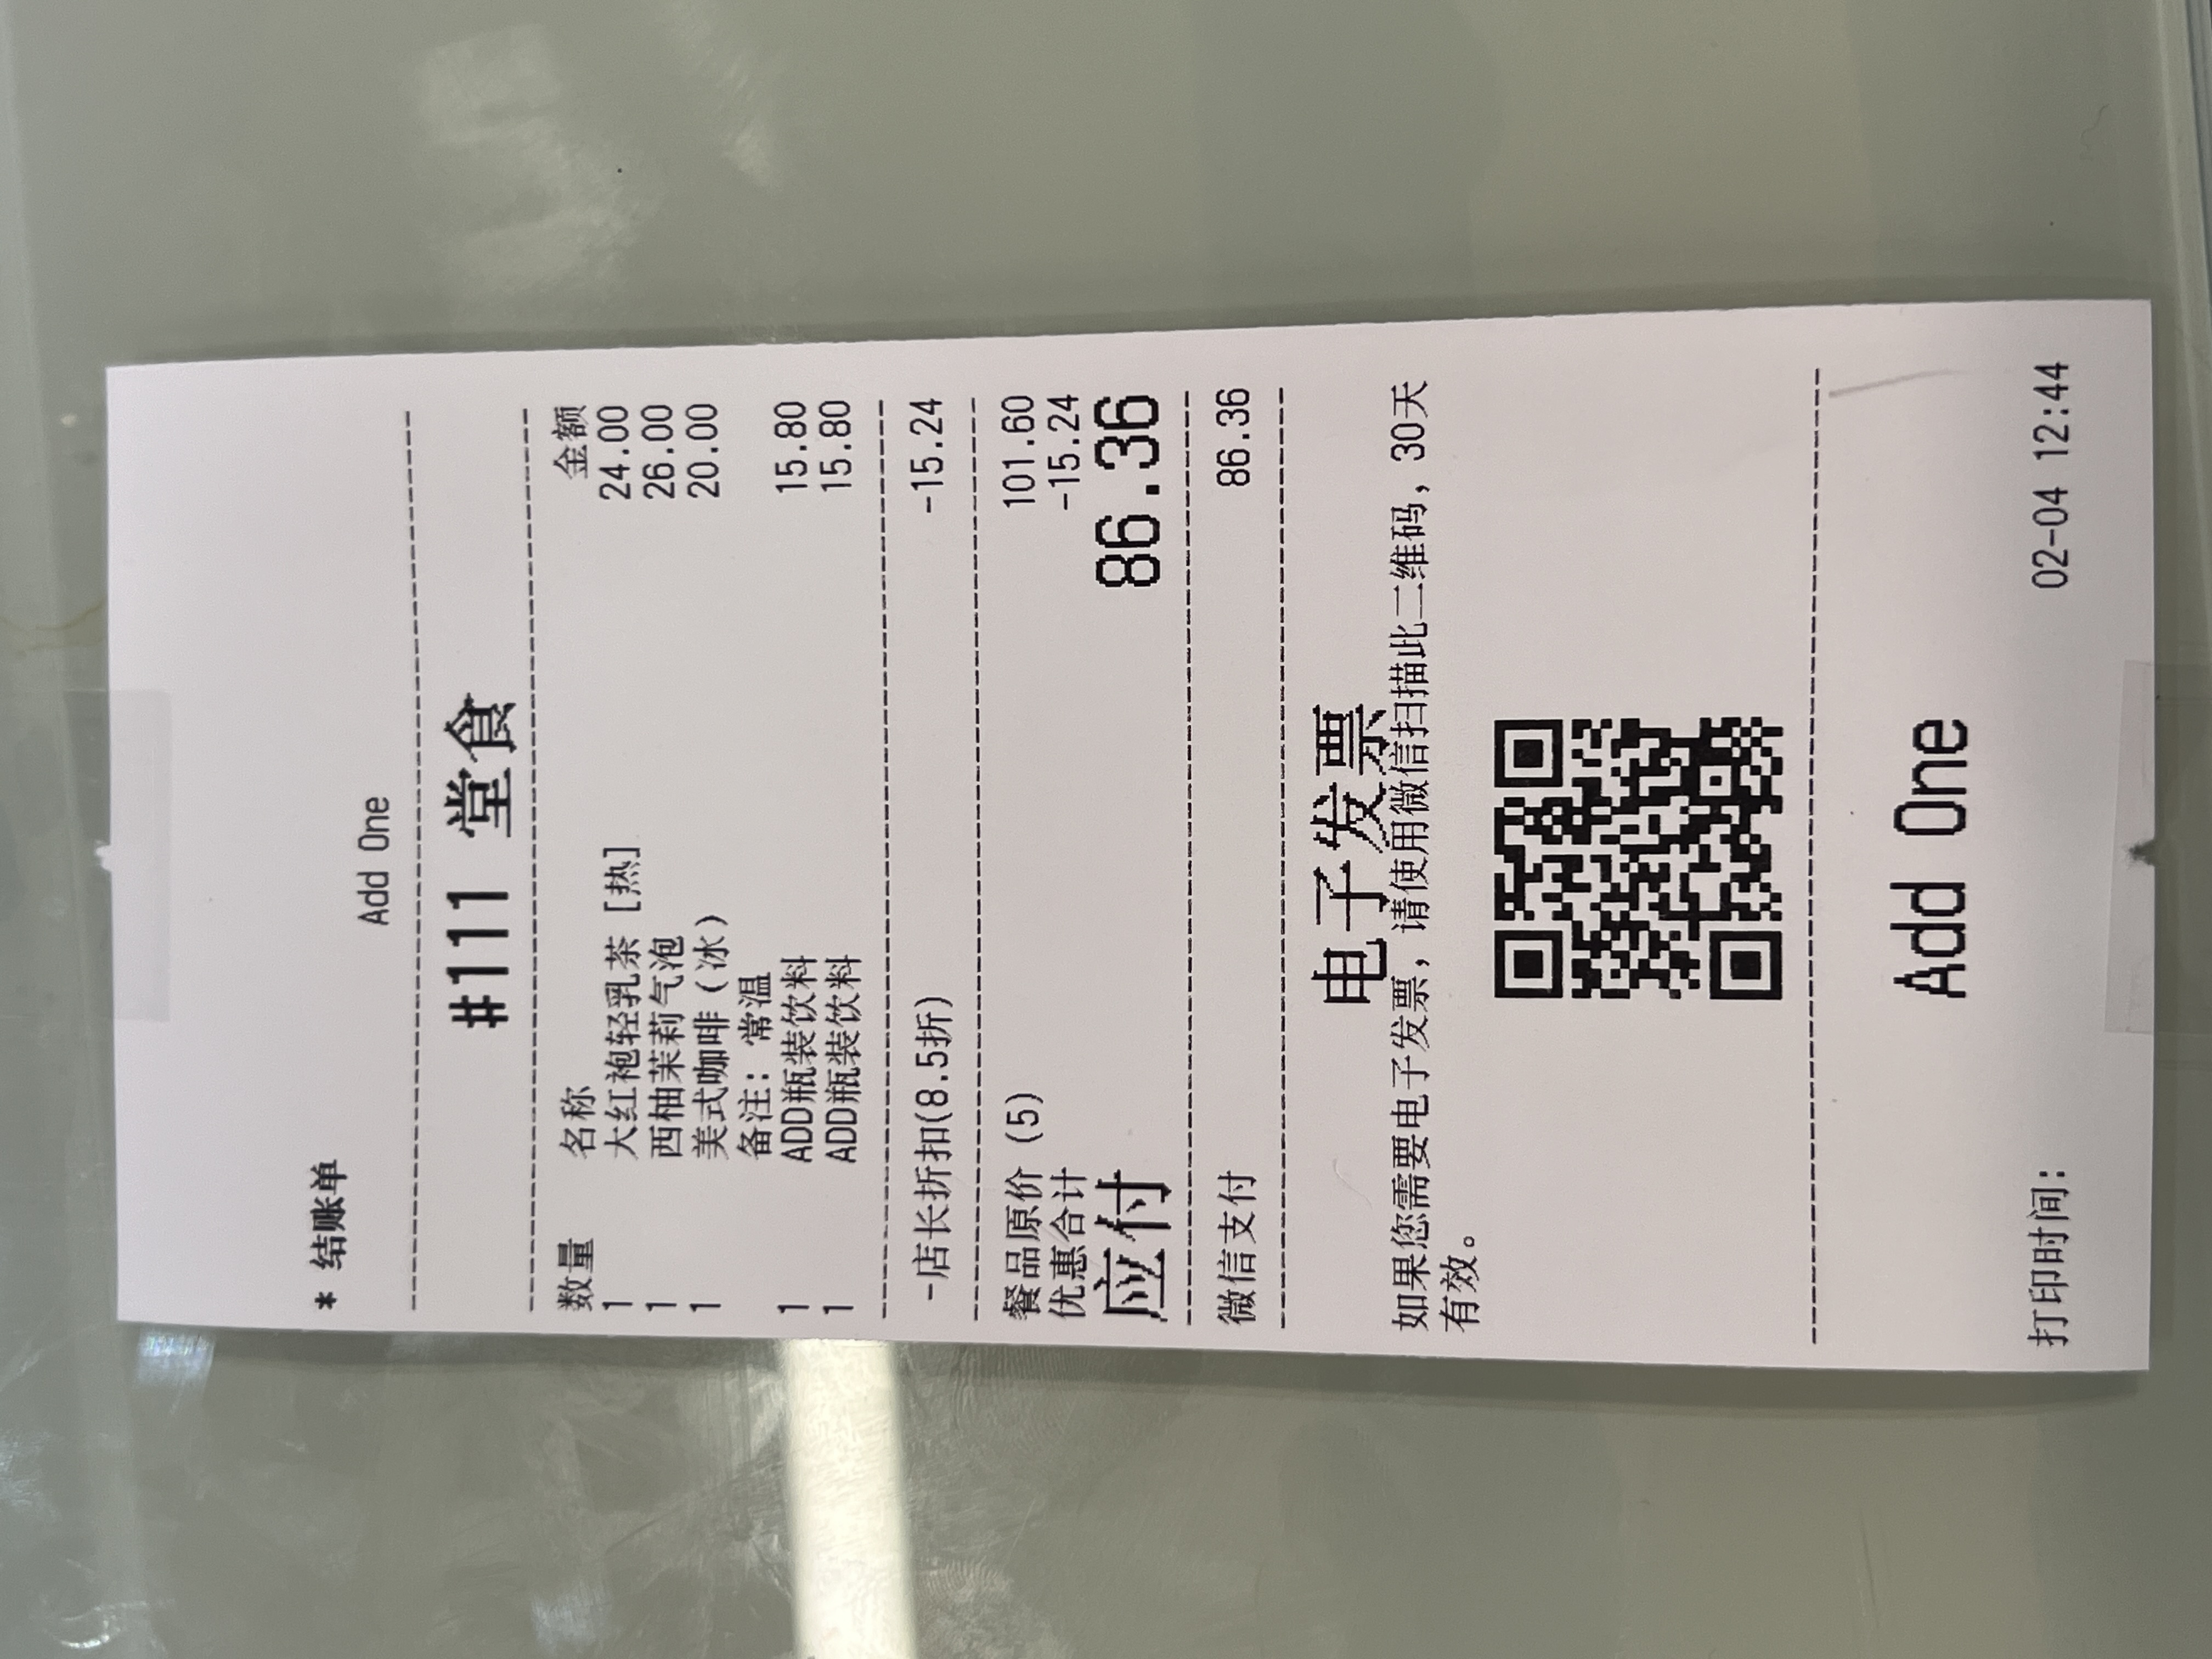 * 结账单
Add One
#111 堂食
数量 名称 金额
1 大红袍轻乳茶 [热] 24.00
1 西柚茉莉气泡 26.00
1 美式咖啡 (冰) 20.00
备注: 常温
1 ADD瓶装饮料 15.80
1 ADD瓶装饮料 15.80
-店长折扣(8.5折) -15.24
餐品原价 (5) 101.60
优惠合计 -15.24
应付 86.36
微信支付 86.36
电子发票
如果您需要电子发票, 请使用微信扫描此二维码, 30天
有效。
Add One
打印时间: 02-04 12:44